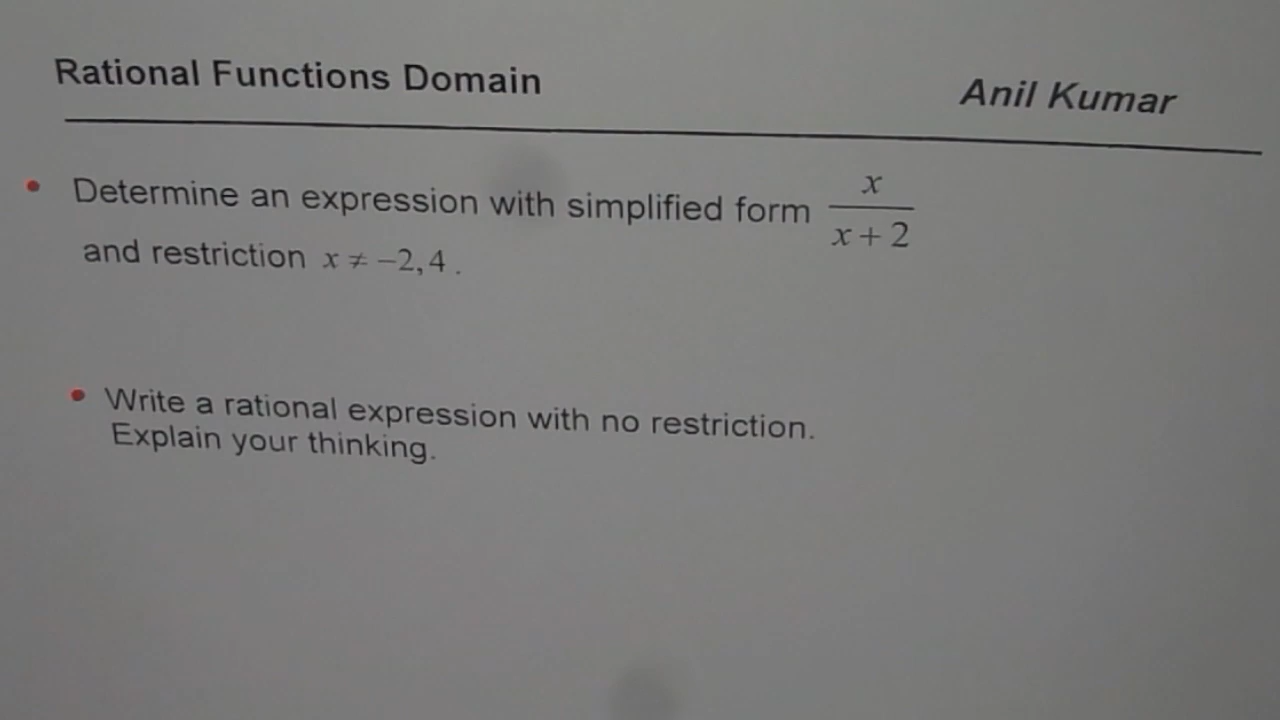 Rational Functions Domain
Anil Kumar
• Determine an expression with simplified form x/(x + 2)
and restriction x ≠ −2, 4 .
• Write a rational expression with no restriction.
Explain your thinking.